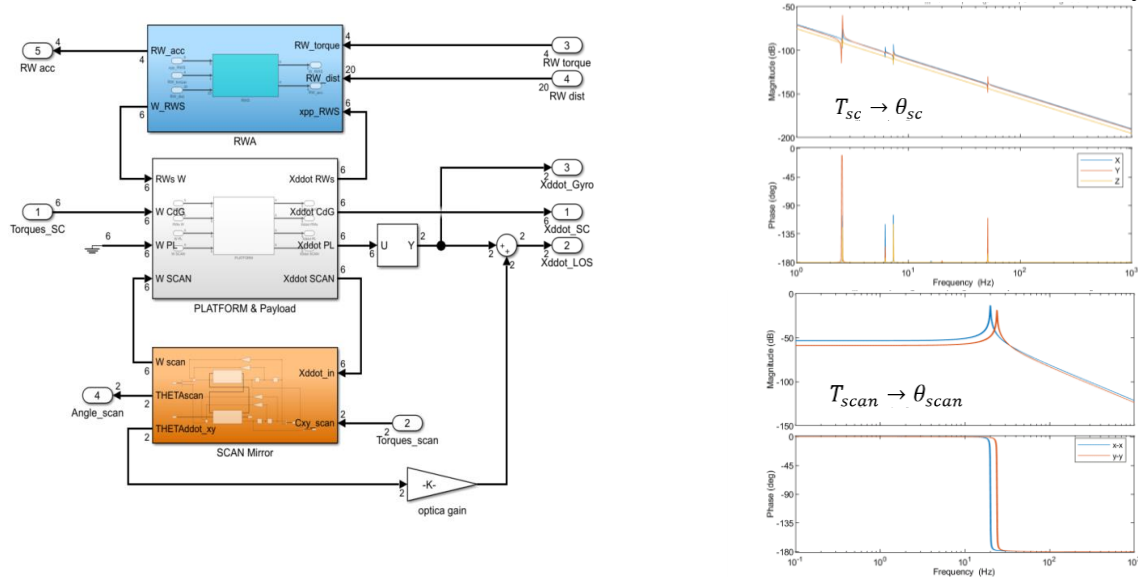 5
RW acc
4
RW_acc
4
W_RWS
6
RW_torque
4
RW_dist
20
xpp_RWS
6
3
RW torque
4
4
RW dist
20
RWA
RWs W
6
W CdG
6
W PL
6
W SCAN
6
Xddot RWs
6
Xddot CdG
6
Xddot PL
6
Xddot SCAN
6
PLATFORM & Payload
1
Torques_SC
6
U Y
2
2
3
Xddot_Gyro
6
1
Xddot_SC
2
2
Xddot_LOS
W scan
6
THETAscan
2
THETAddot_xy
2
Xddot_in
6
Cxy_scan
2
SCAN Mirror
4
Angle_scan
2
2
Torques_scan
2
-K-
optica gain
-50
-100
-150
-200
Magnitude (dB)
T_sc → θ_sc
0
-45
-90
-135
-180
Phase (deg)
X
Y
Z
10^0
10^1
10^2
10^3
Frequency (Hz)
0
-50
-100
-150
Magnitude (dB)
T_scan → θ_scan
0
-45
-90
-135
-180
Phase (deg)
x-x
y-y
10^-1
10^0
10^1
10^2
Frequency (Hz)